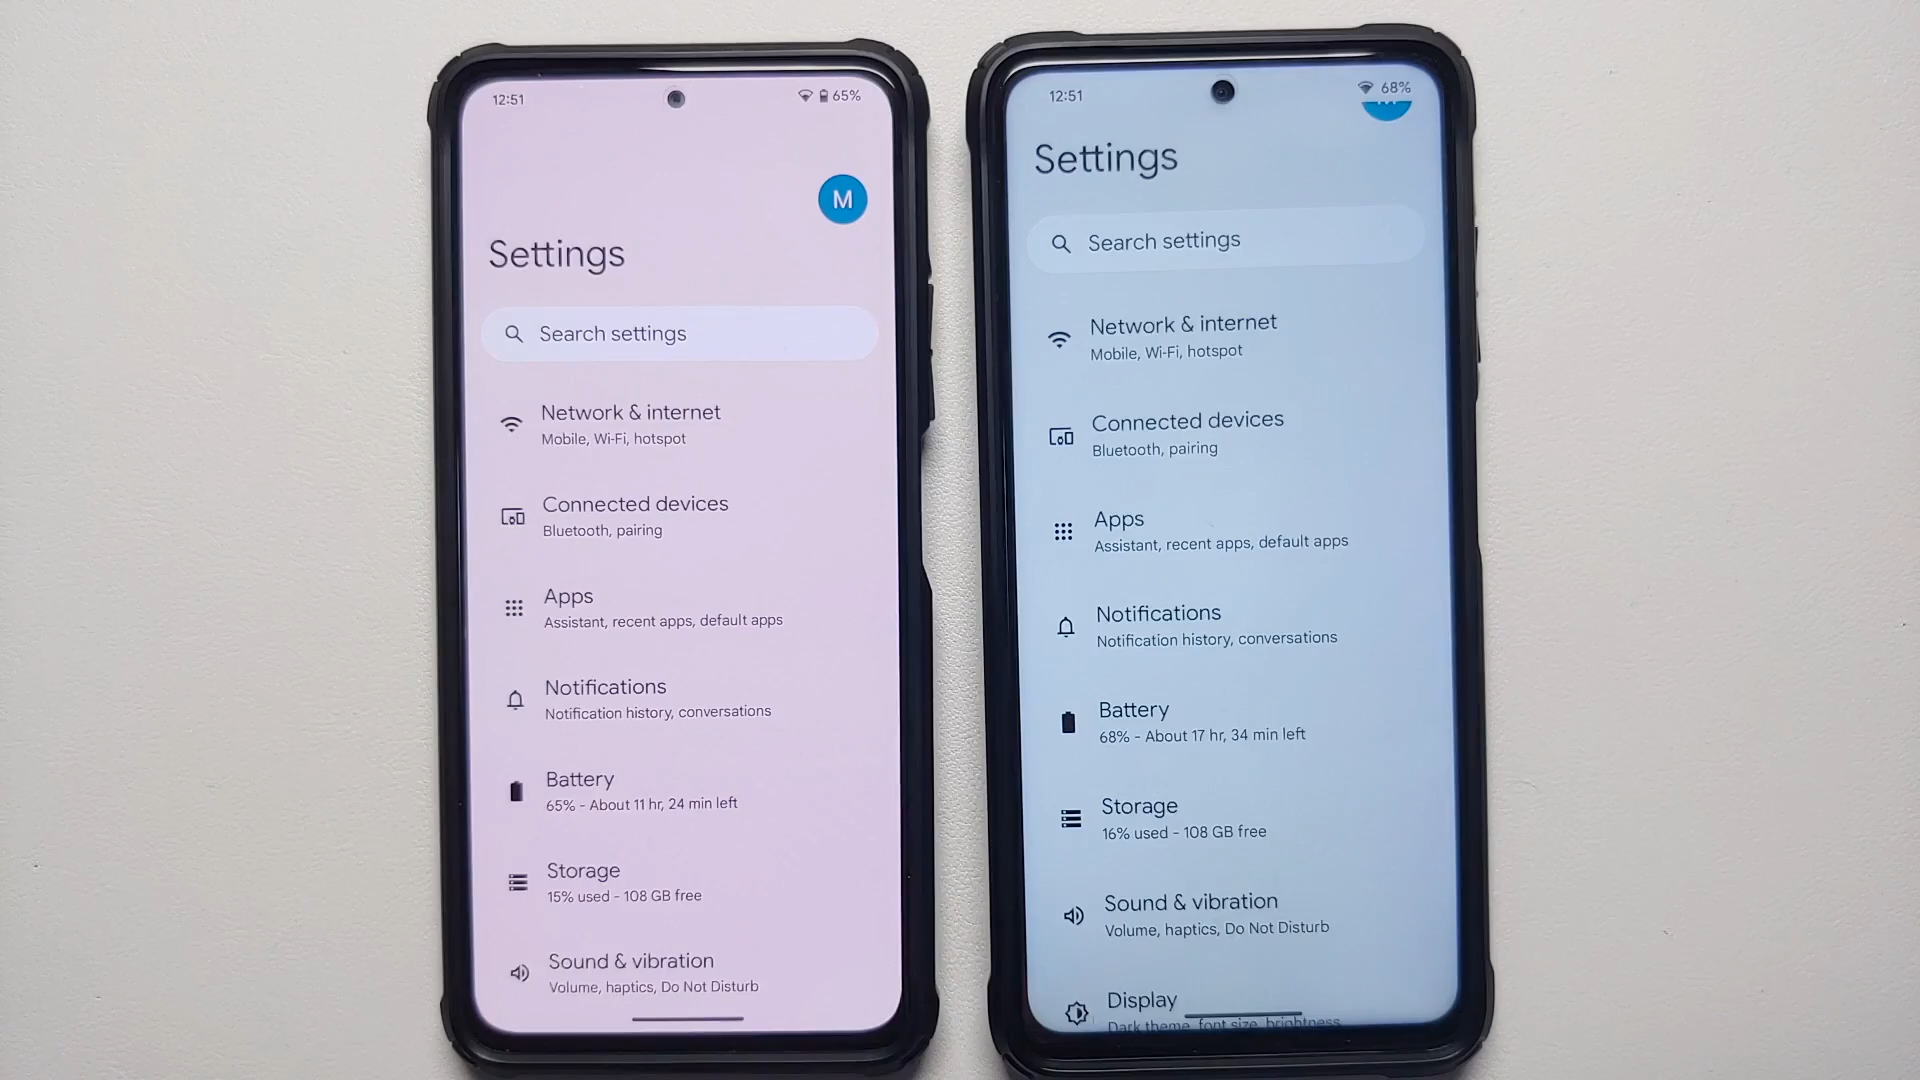 12:51
65%
M
Settings
Search settings
Network & internet
Mobile, Wi-Fi, hotspot
Connected devices
Bluetooth, pairing
Apps
Assistant, recent apps, default apps
Notifications
Notification history, conversations
Battery
65% - About 11 hr, 24 min left
Storage
15% used - 108 GB free
Sound & vibration
Volume, haptics, Do Not Disturb
12:51
68%
Settings
Search settings
Network & internet
Mobile, Wi-Fi, hotspot
Connected devices
Bluetooth, pairing
Apps
Assistant, recent apps, default apps
Notifications
Notification history, conversations
Battery
68% - About 17 hr, 34 min left
Storage
16% used - 108 GB free
Sound & vibration
Volume, haptics, Do Not Disturb
Display
Dark theme, font size, brightness